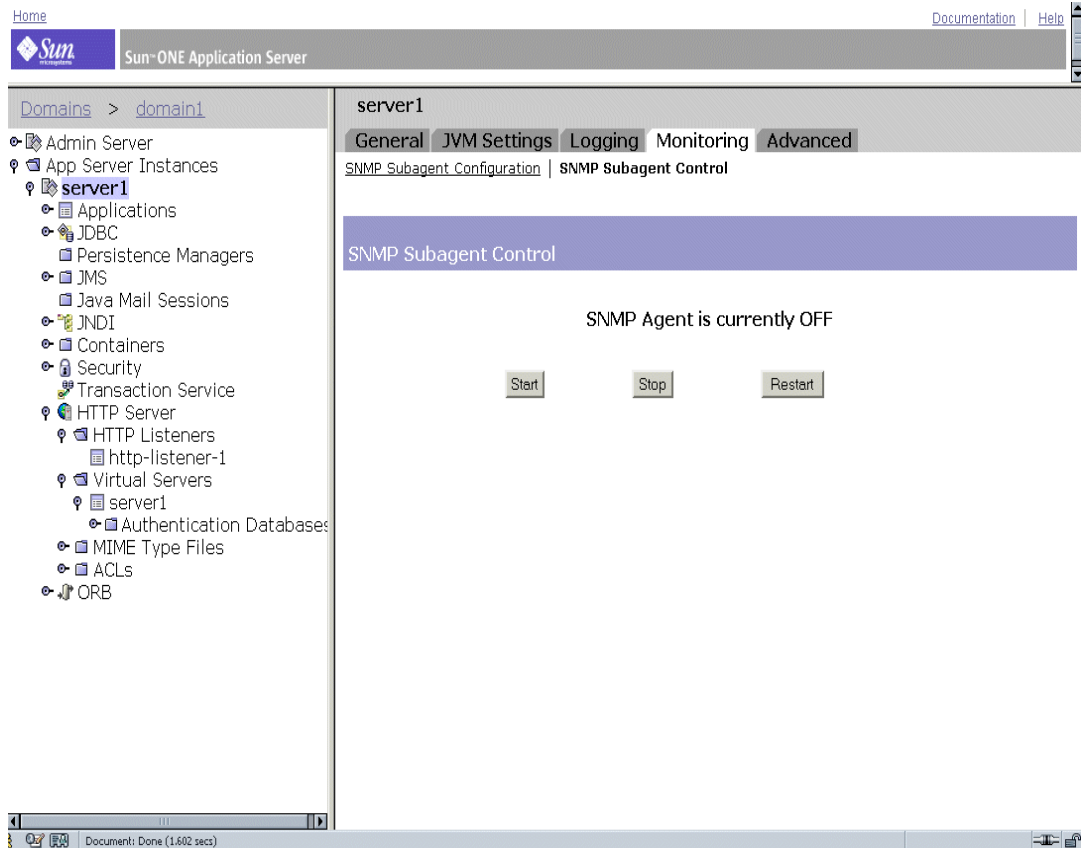 Home
Documentation | Help
Sun
microsystems
Sun™ ONE Application Server
Domains > domain1
Admin Server
App Server Instances
server1
Applications
JDBC
Persistence Managers
JMS
Java Mail Sessions
JNDI
Containers
Security
Transaction Service
HTTP Server
HTTP Listeners
http-listener-1
Virtual Servers
server1
Authentication Databases
MIME Type Files
ACLs
ORB
server1
General JVM Settings Logging Monitoring Advanced
SNMP Subagent Configuration | SNMP Subagent Control
SNMP Subagent Control
SNMP Agent is currently OFF
Start Stop Restart
Document: Done (1.602 secs)